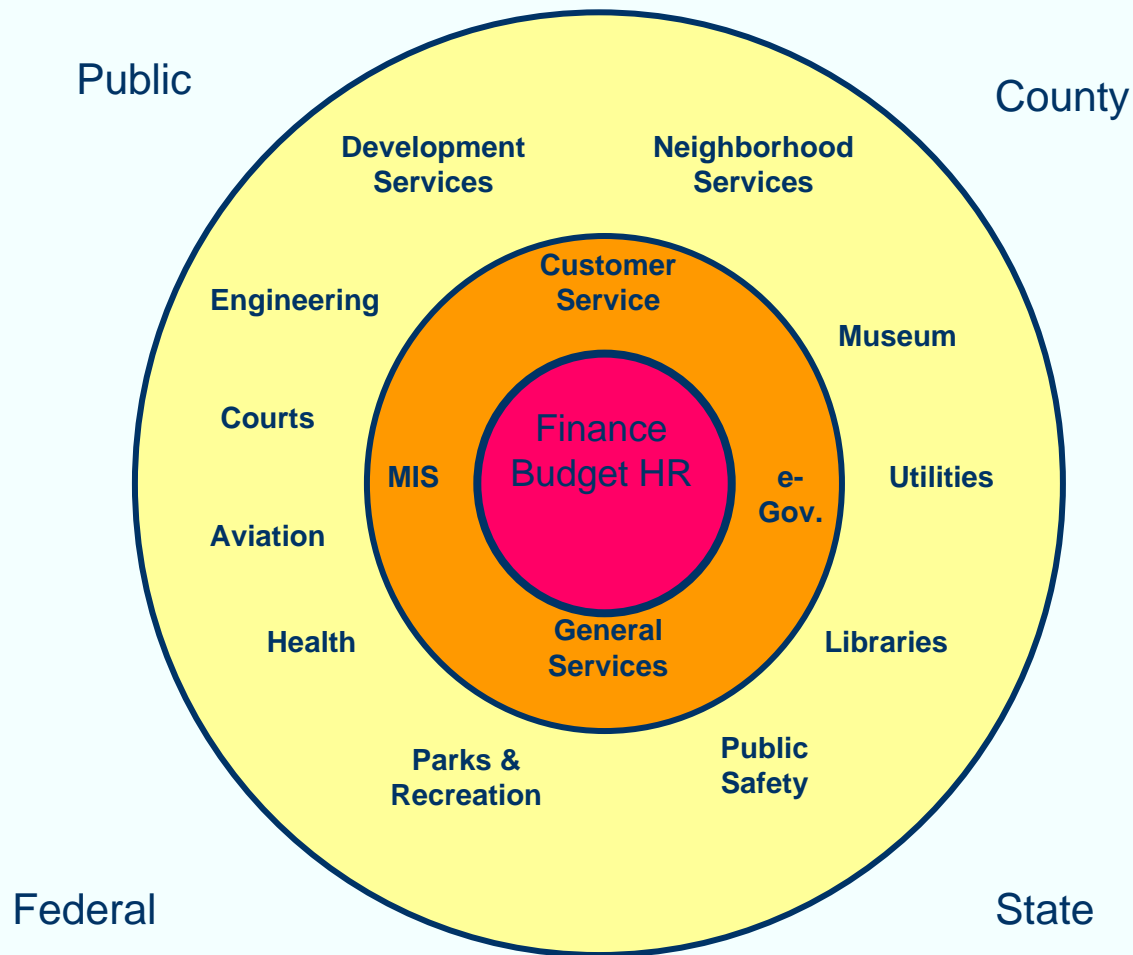 Public
County
Development
Services
Neighborhood
Services
Customer
Service
Engineering
Museum
Courts
Finance
Budget HR
MIS
e-
Gov.
Utilities
Aviation
General
Services
Health
Libraries
Parks &
Recreation
Public
Safety
Federal
State